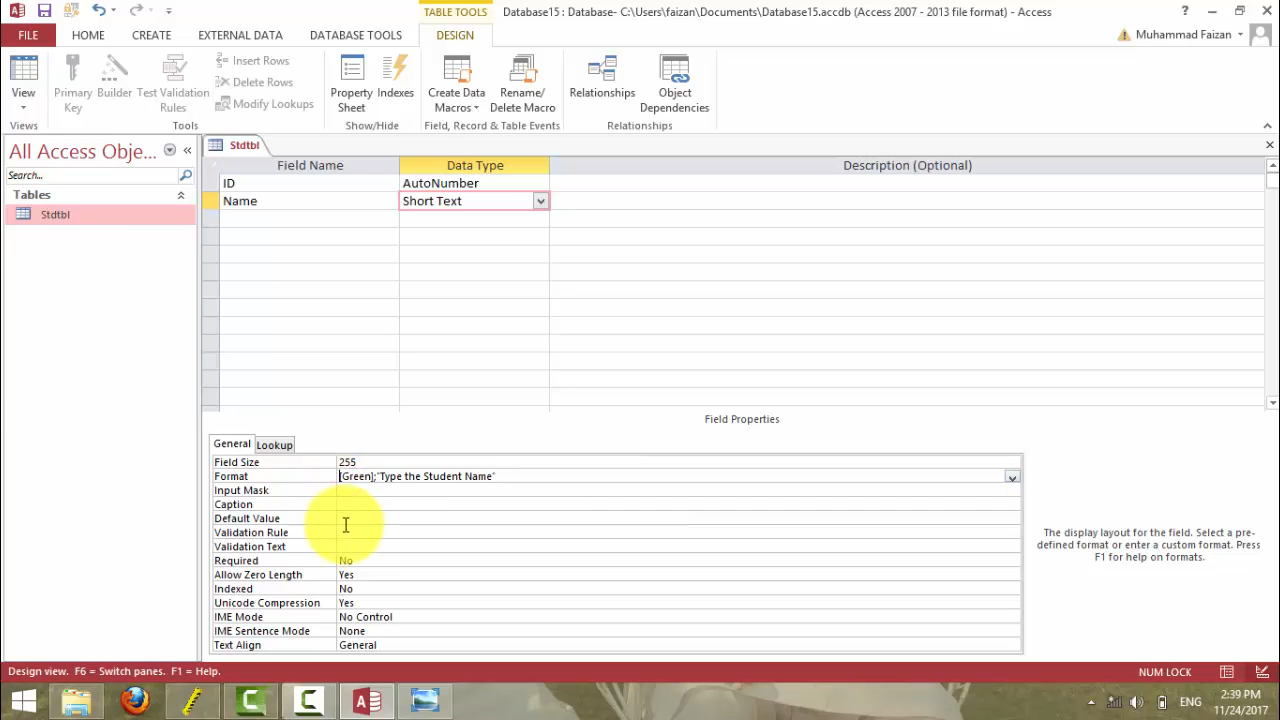 TABLE TOOLS
Database15 : Database- C:\Users\faizan\Documents\Database15.accdb (Access 2007 - 2013 file format) - Access
FILE HOME CREATE EXTERNAL DATA DATABASE TOOLS DESIGN Muhammad Faizan
View
Primary Key
Builder
Test Validation Rules
Insert Rows
Delete Rows
Modify Lookups
Property Sheet
Indexes
Create Data Macros
Rename/ Delete Macro
Relationships
Object Dependencies
Views Tools Show/Hide Field, Record & Table Events Relationships
All Access Obje...
Search...
Tables
Stdtbl
Stdtbl
Field Name Data Type Description (Optional)
ID AutoNumber
Name Short Text
Field Properties
General Lookup
Field Size 255
Format [Green];"Type the Student Name"
Input Mask
Caption
Default Value
Validation Rule
Validation Text
Required No
Allow Zero Length Yes
Indexed No
Unicode Compression Yes
IME Mode No Control
IME Sentence Mode None
Text Align General
The display layout for the field. Select a pre-
defined format or enter a custom format. Press
F1 for help on formats.
Design view. F6 = Switch panes. F1 = Help. NUM LOCK
ENG
2:39 PM
11/24/2017